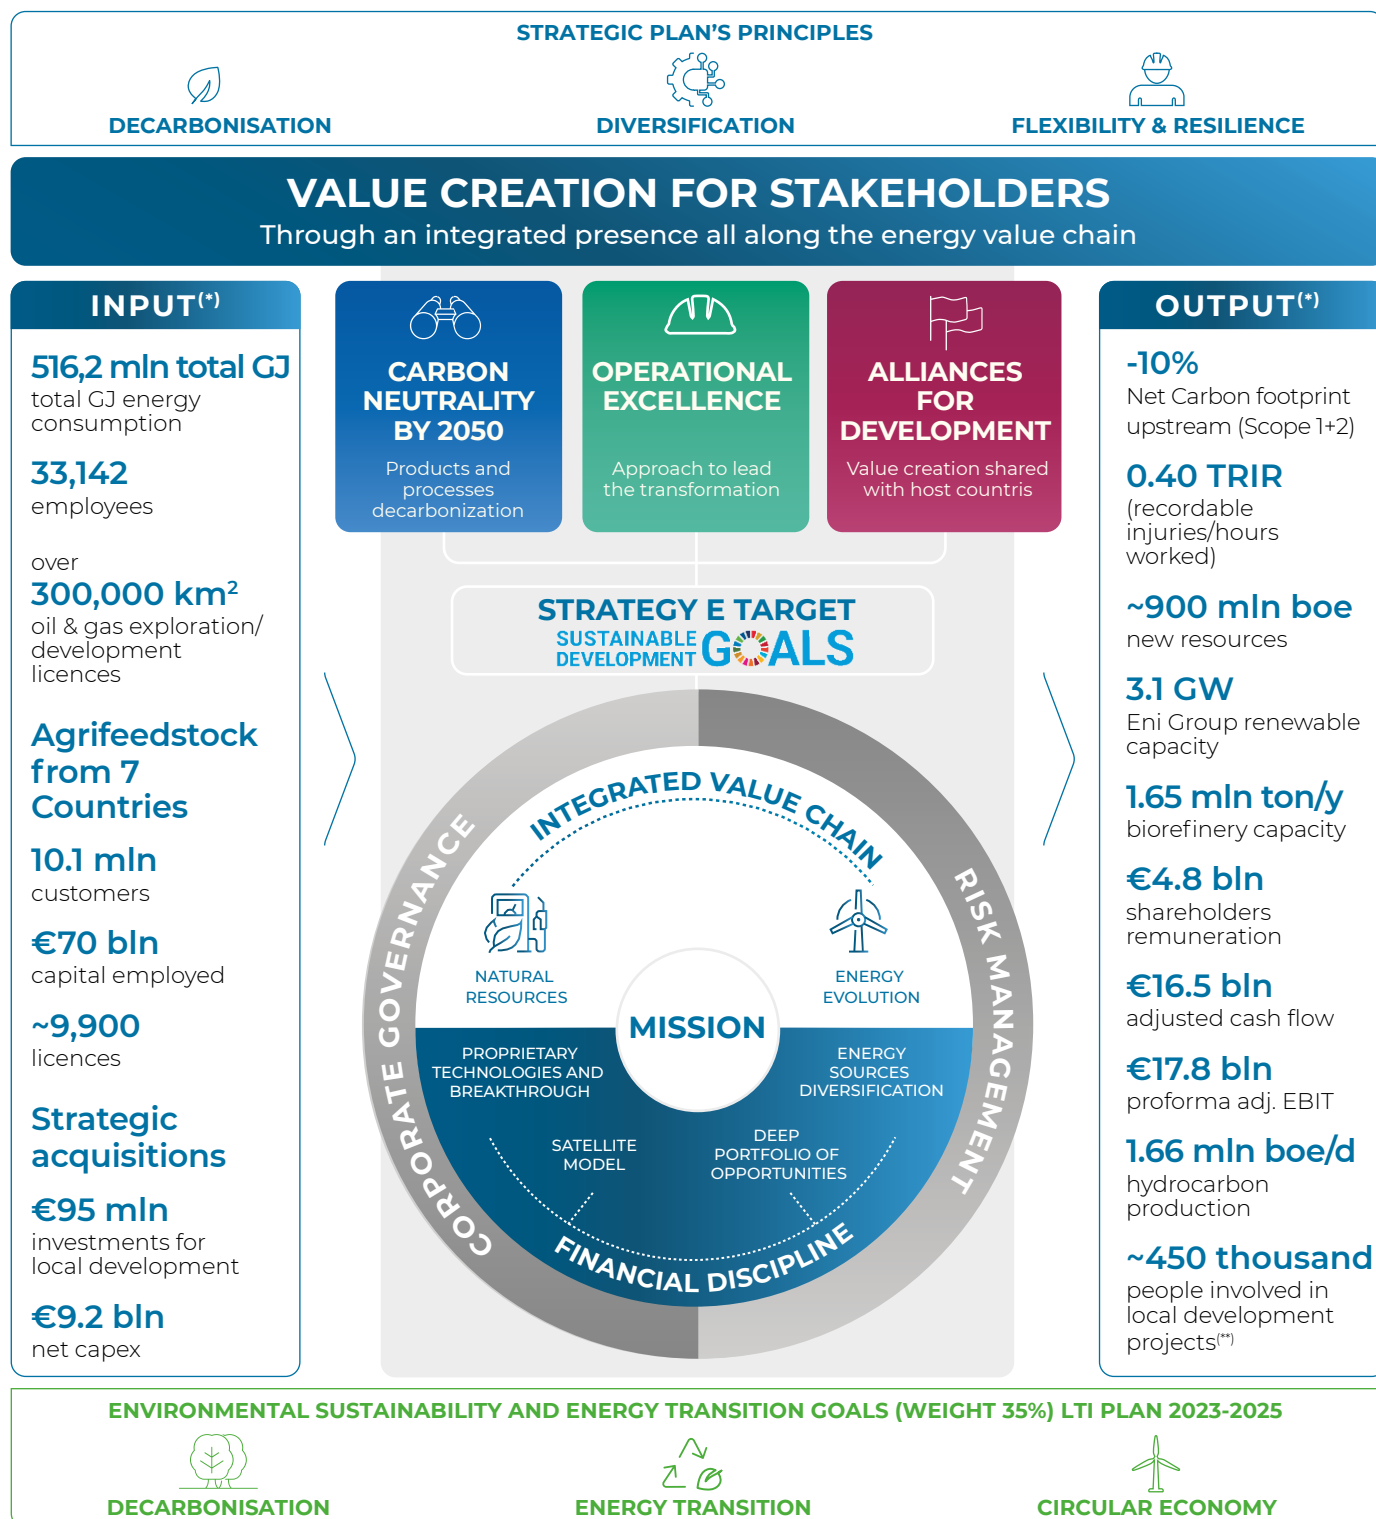 STRATEGIC PLAN'S PRINCIPLES
DECARBONISATION
DIVERSIFICATION
FLEXIBILITY & RESILIENCE
VALUE CREATION FOR STAKEHOLDERS
Through an integrated presence all along the energy value chain
INPUT(*)
516,2 mln total GJ
total GJ energy
consumption
33,142
employees
over
300,000 km²
oil & gas exploration/
development
licences
Agrifeedstock
from 7
Countries
10.1 mln
customers
€70 bln
capital employed
~9,900
licences
Strategic
acquisitions
€95 mln
investments for
local development
€9.2 bln
net capex
CARBON
NEUTRALITY
BY 2050
Products and
processes
decarbonization
OPERATIONAL
EXCELLENCE
Approach to lead
the transformation
ALLIANCES
FOR
DEVELOPMENT
Value creation shared
with host countris
STRATEGY E TARGET
SUSTAINABLE
DEVELOPMENT
GOALS
CORPORATE GOVERNANCE
RISK MANAGEMENT
INTEGRATED VALUE CHAIN
NATURAL
RESOURCES
ENERGY
EVOLUTION
MISSION
PROPRIETARY
TECHNOLOGIES AND
BREAKTHROUGH
ENERGY
SOURCES
DIVERSIFICATION
SATELLITE
MODEL
DEEP
PORTFOLIO OF
OPPORTUNITIES
FINANCIAL DISCIPLINE
OUTPUT(*)
-10%
Net Carbon footprint
upstream (Scope 1+2)
0.40 TRIR
(recordable
injuries/hours
worked)
~900 mln boe
new resources
3.1 GW
Eni Group renewable
capacity
1.65 mln ton/y
biorefinery capacity
€4.8 bln
shareholders
remuneration
€16.5 bln
adjusted cash flow
€17.8 bln
proforma adj. EBIT
1.66 mln boe/d
hydrocarbon
production
~450 thousand
people involved in
local development
projects(**)
ENVIRONMENTAL SUSTAINABILITY AND ENERGY TRANSITION GOALS (WEIGHT 35%) LTI PLAN 2023-2025
DECARBONISATION
ENERGY TRANSITION
CIRCULAR ECONOMY